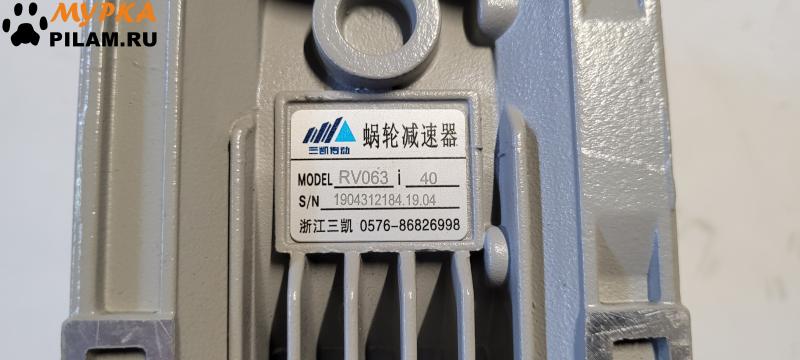 МУРКА
PILAM.RU
三凯传动
蜗轮减速器
MODEL RV063 i 40
S/N 1904312184.19.04
浙江三凯 0576-86826998